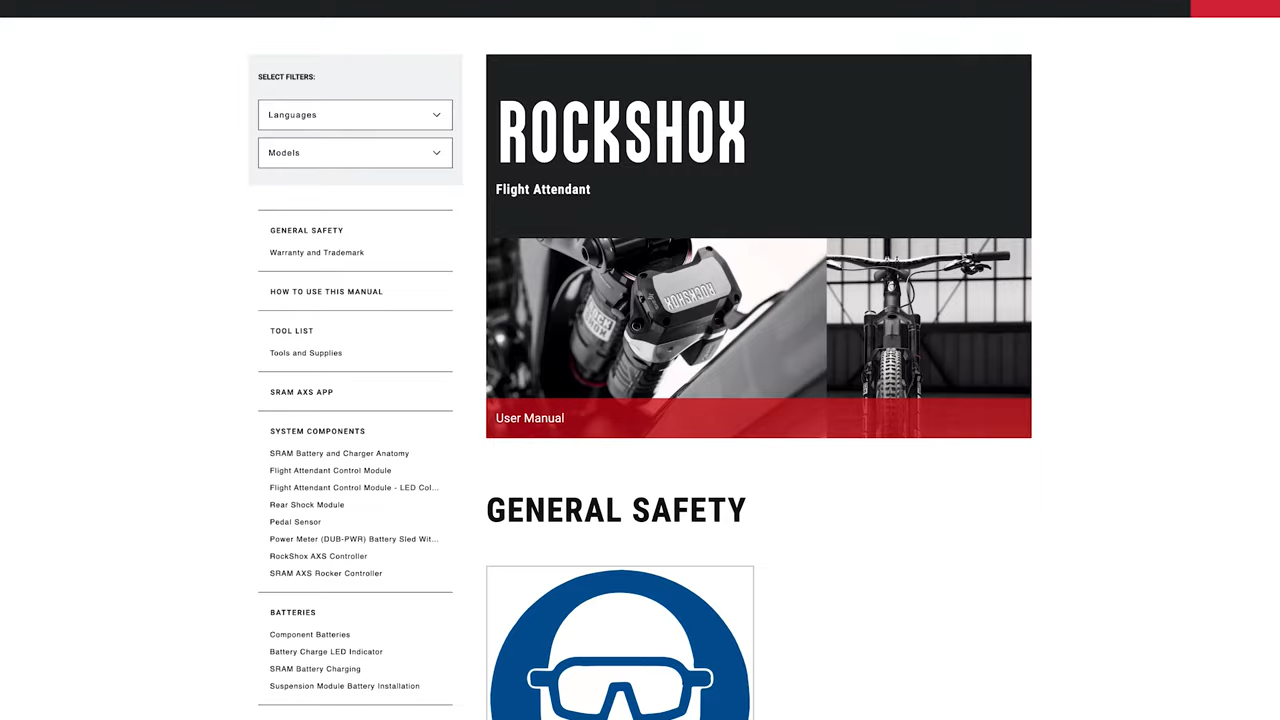 SELECT FILTERS:
Languages
Models
GENERAL SAFETY
Warranty and Trademark
HOW TO USE THIS MANUAL
TOOL LIST
Tools and Supplies
SRAM AXS APP
SYSTEM COMPONENTS
SRAM Battery and Charger Anatomy
Flight Attendant Control Module
Flight Attendant Control Module - LED Col...
Rear Shock Module
Pedal Sensor
Power Meter (DUB-PWR) Battery Sled Wit...
RockShox AXS Controller
SRAM AXS Rocker Controller
BATTERIES
Component Batteries
Battery Charge LED Indicator
SRAM Battery Charging
Suspension Module Battery Installation
ROCKSHOX
Flight Attendant
ROCKSHOX
ROCK
SHOX
User Manual
GENERAL SAFETY